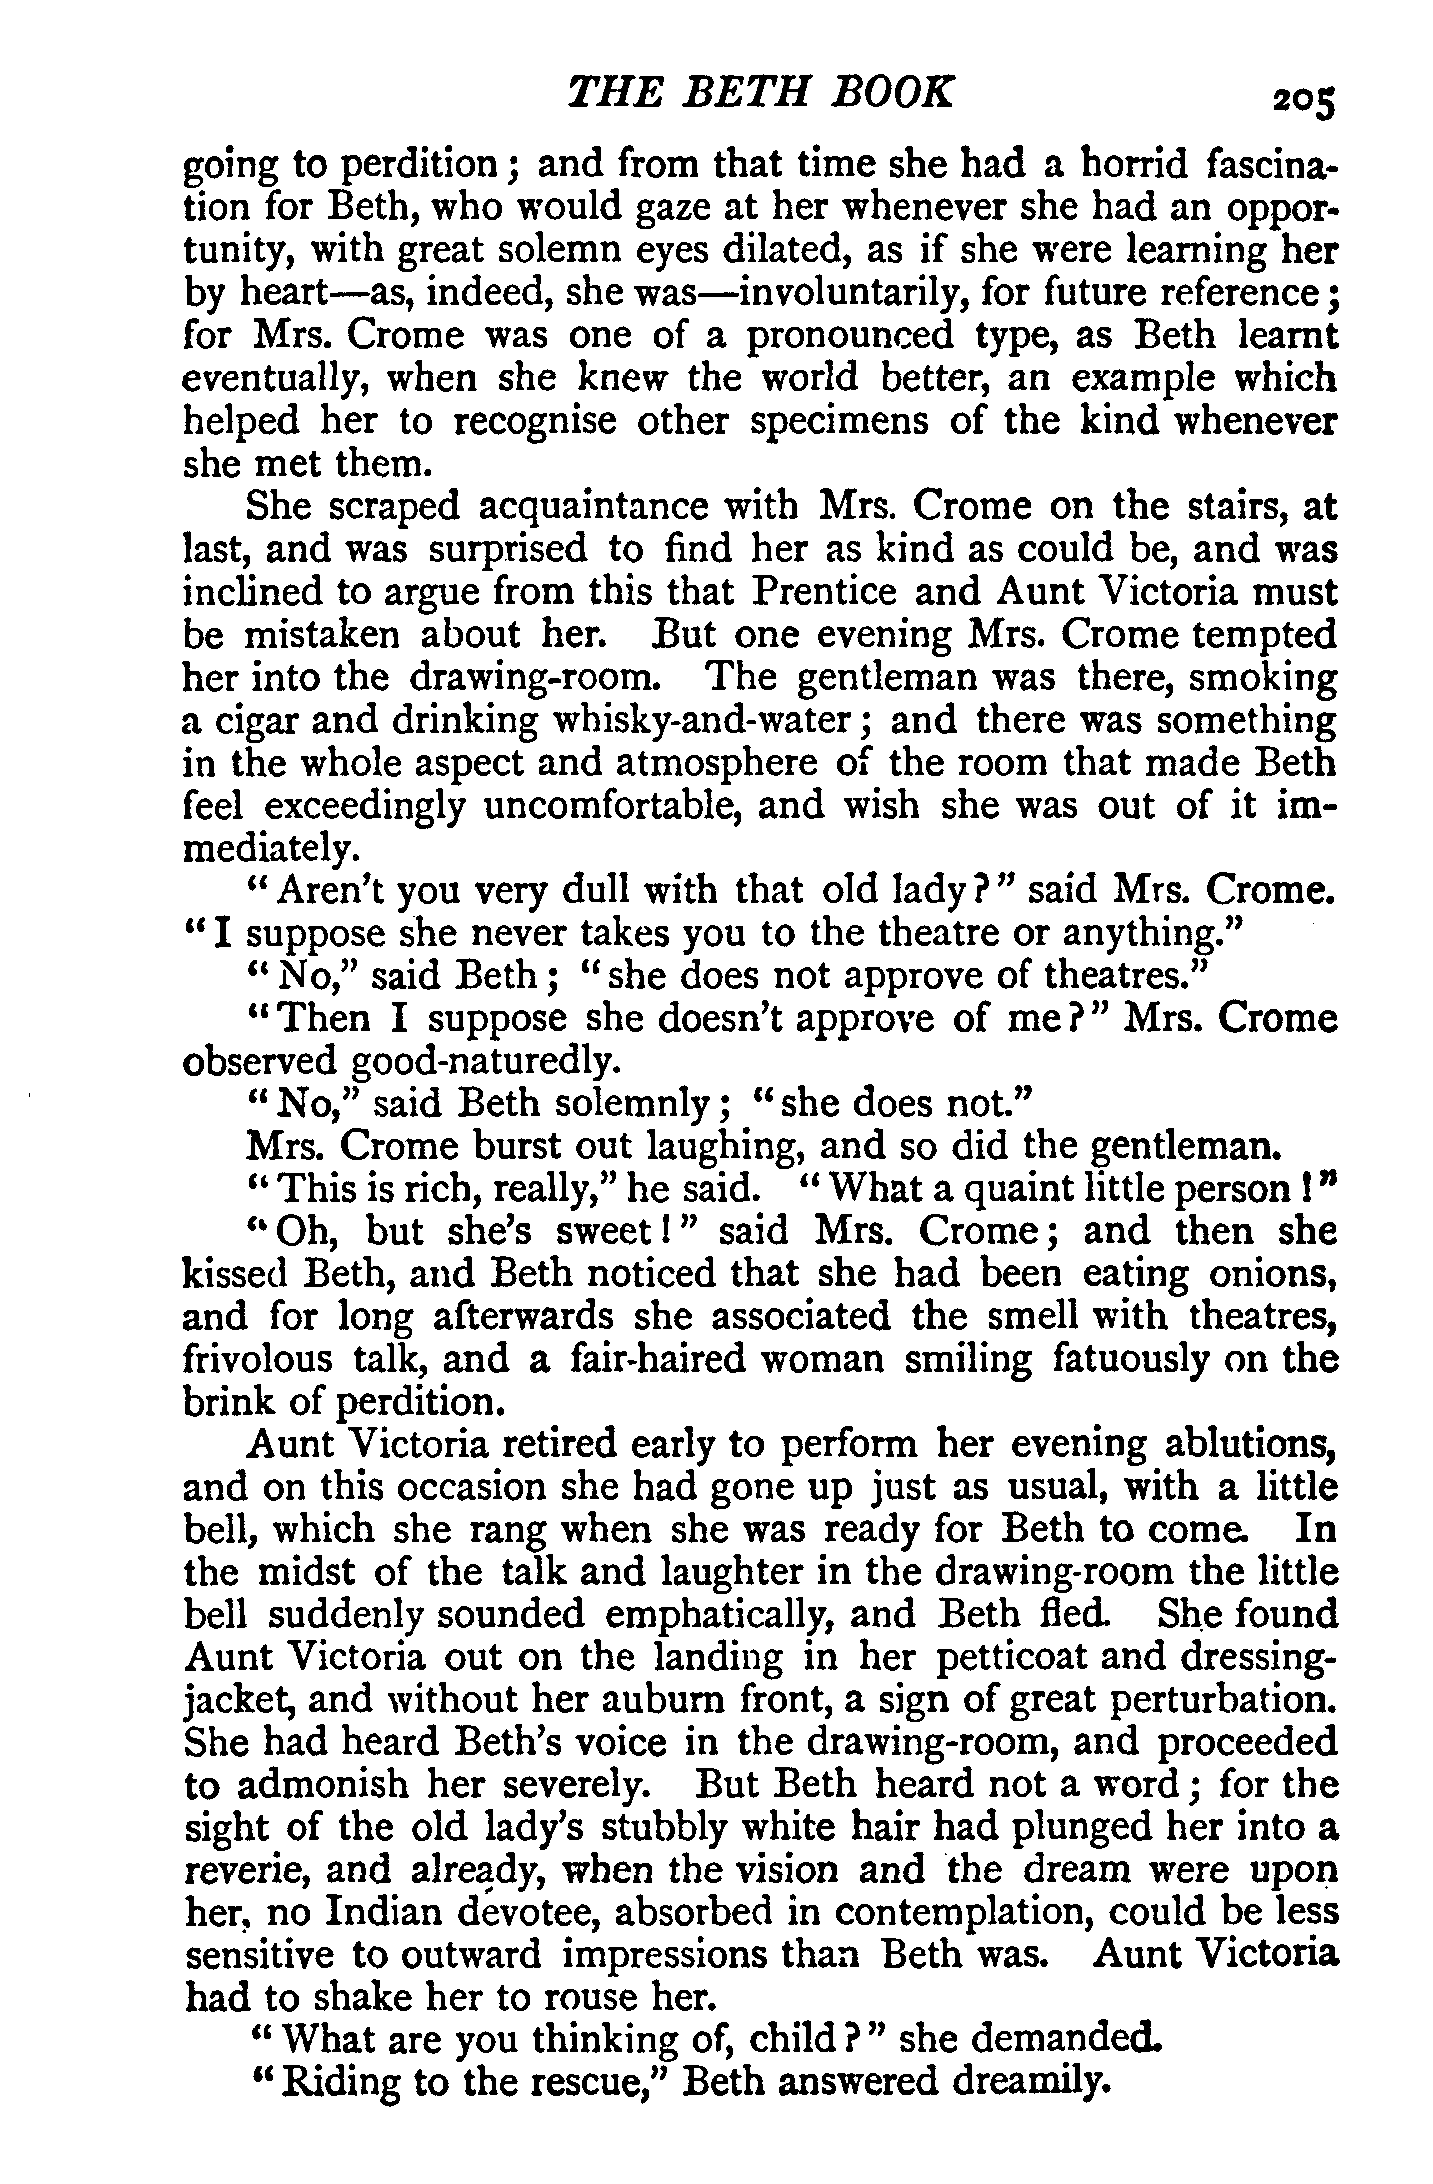 THE BETH BOOK 205
going to perdition; and from that time she had a horrid fascina-
tion for Beth, who would gaze at her whenever she had an oppor-
tunity, with great solemn eyes dilated, as if she were learning her
by heart—as, indeed, she was—involuntarily, for future reference;
for Mrs. Crome was one of a pronounced type, as Beth learnt
eventually, when she knew the world better, an example which
helped her to recognise other specimens of the kind whenever
she met them.
She scraped acquaintance with Mrs. Crome on the stairs, at
last, and was surprised to find her as kind as could be, and was
inclined to argue from this that Prentice and Aunt Victoria must
be mistaken about her. But one evening Mrs. Crome tempted
her into the drawing-room. The gentleman was there, smoking
a cigar and drinking whisky-and-water; and there was something
in the whole aspect and atmosphere of the room that made Beth
feel exceedingly uncomfortable, and wish she was out of it im-
mediately.
"Aren't you very dull with that old lady?" said Mrs. Crome.
"I suppose she never takes you to the theatre or anything."
"No," said Beth; "she does not approve of theatres."
"Then I suppose she doesn't approve of me?" Mrs. Crome
observed good-naturedly.
"No," said Beth solemnly; "she does not."
Mrs. Crome burst out laughing, and so did the gentleman.
"This is rich, really," he said. "What a quaint little person!"
"Oh, but she's sweet!" said Mrs. Crome; and then she
kissed Beth, and Beth noticed that she had been eating onions,
and for long afterwards she associated the smell with theatres,
frivolous talk, and a fair-haired woman smiling fatuously on the
brink of perdition.
Aunt Victoria retired early to perform her evening ablutions,
and on this occasion she had gone up just as usual, with a little
bell, which she rang when she was ready for Beth to come. In
the midst of the talk and laughter in the drawing-room the little
bell suddenly sounded emphatically, and Beth fled. She found
Aunt Victoria out on the landing in her petticoat and dressing-
jacket, and without her auburn front, a sign of great perturbation.
She had heard Beth's voice in the drawing-room, and proceeded
to admonish her severely. But Beth heard not a word; for the
sight of the old lady's stubbly white hair had plunged her into a
reverie, and already, when the vision and the dream were upon
her, no Indian devotee, absorbed in contemplation, could be less
sensitive to outward impressions than Beth was. Aunt Victoria
had to shake her to rouse her.
"What are you thinking of, child?" she demanded.
"Riding to the rescue," Beth answered dreamily.